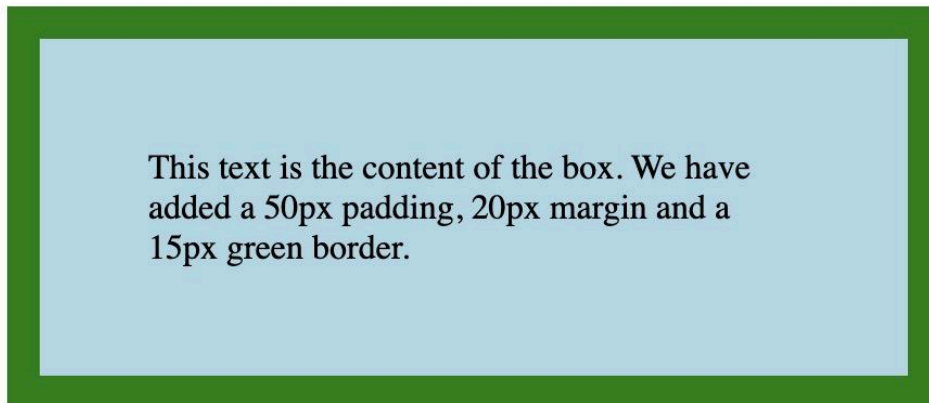 This text is the content of the box. We have
added a 50px padding, 20px margin and a
15px green border.